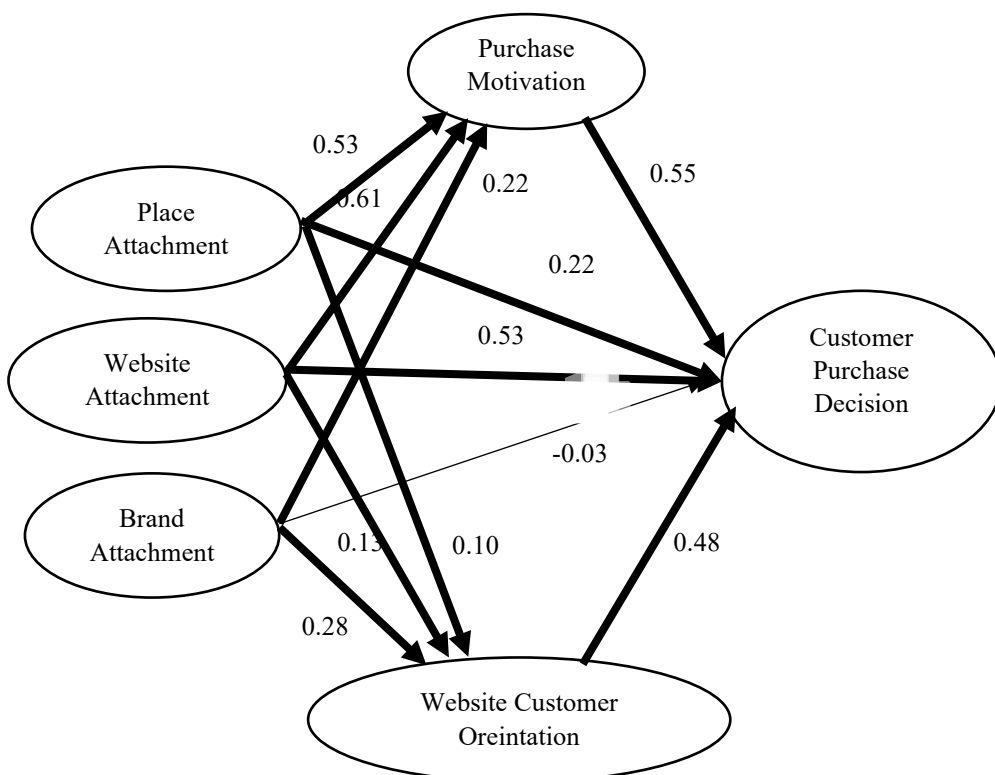 Purchase
Motivation
0.53
0.55
0.61
0.22
Place
Attachment
0.22
0.53
Website
Attachment
Customer
Purchase
Decision
-0.03
Brand
Attachment
0.13
0.10
0.48
0.28
Website Customer
Oreintation